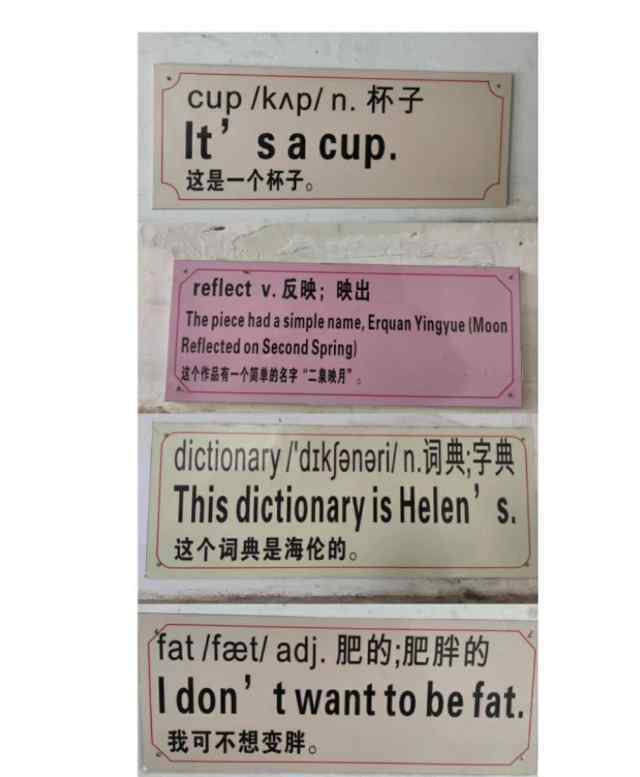 cup /kʌp/ n. 杯子
It's a cup.
这是一个杯子。
reflect v. 反映；映出
The piece had a simple name, Erquan Yingyue (Moon
Reflected on Second Spring)
这个作品有一个简单的名字“二泉映月”。
dictionary /'dɪkʃənəri/ n.词典;字典
This dictionary is Helen's.
这个词典是海伦的。
fat /fæt/ adj. 肥的;肥胖的
I don't want to be fat.
我可不想变胖。